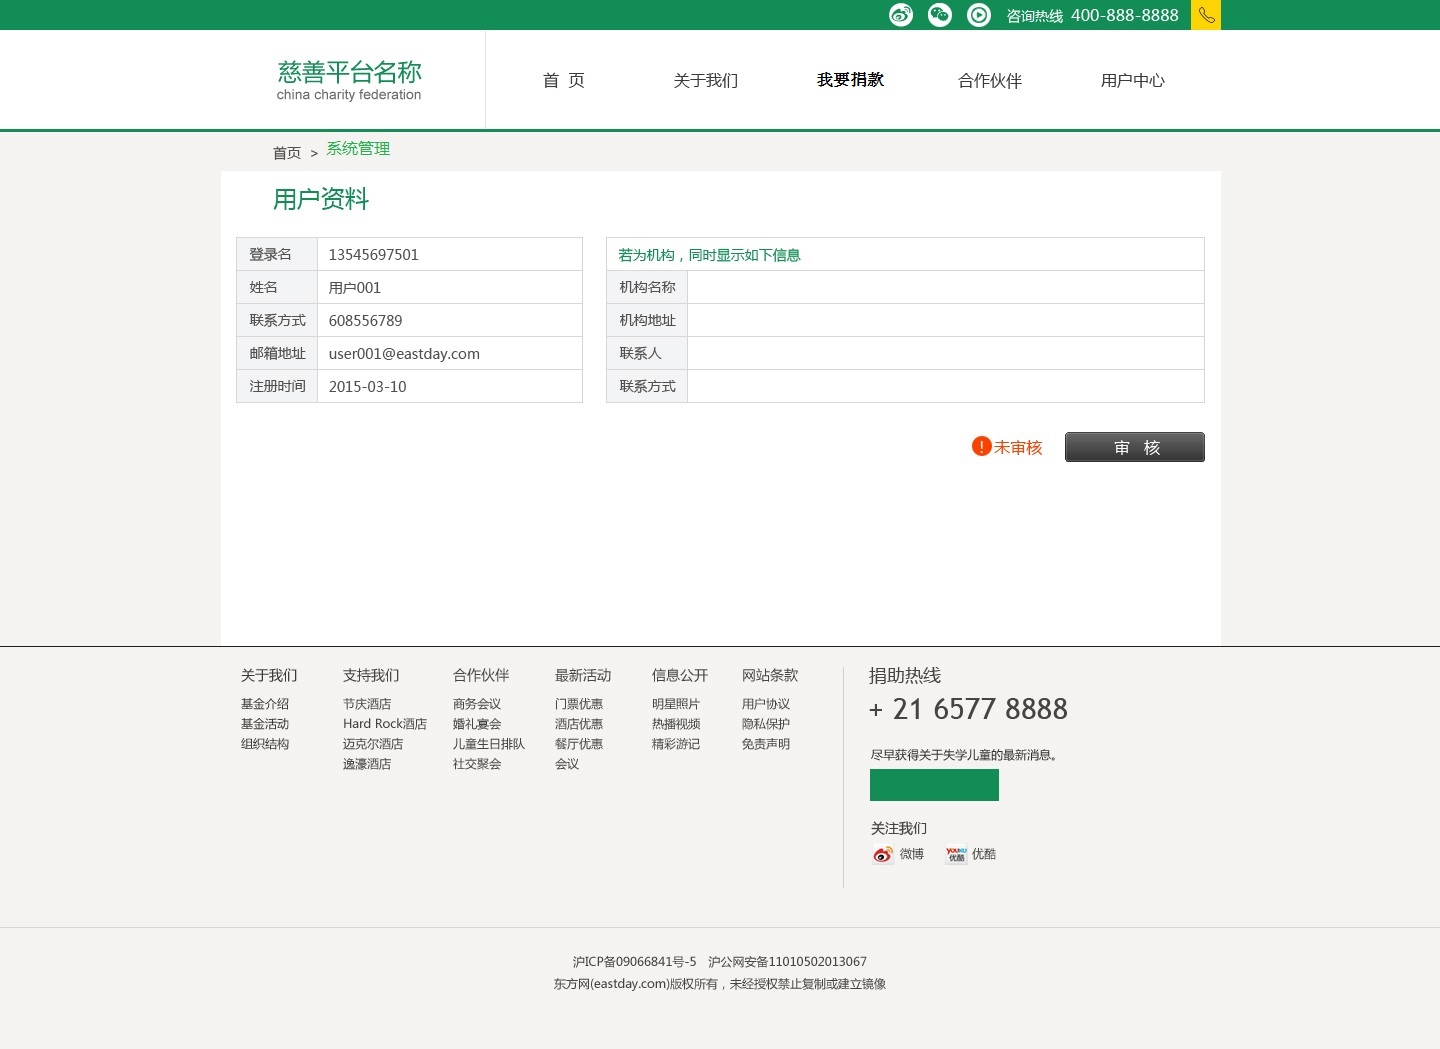 咨询热线 400-888-8888
慈善平台名称
china charity federation
首 页 关于我们 我要捐款 合作伙伴 用户中心
首页 > 系统管理
用户资料
登录名 13545697501
姓名 用户001
联系方式 608556789
邮箱地址 user001@eastday.com
注册时间 2015-03-10
若为机构，同时显示如下信息
机构名称
机构地址
联系人
联系方式
!未审核 审 核
关于我们
基金介绍
基金活动
组织结构
支持我们
节庆酒店
Hard Rock酒店
迈克尔酒店
逸濠酒店
合作伙伴
商务会议
婚礼宴会
儿童生日排队
社交聚会
最新活动
门票优惠
酒店优惠
餐厅优惠
会议
信息公开
明星照片
热播视频
精彩游记
网站条款
用户协议
隐私保护
免责声明
捐助热线
+ 21 6577 8888
尽早获得关于失学儿童的最新消息。
关注我们
微博 YOUKU 优酷 优酷
沪ICP备09066841号-5 沪公网安备11010502013067
东方网(eastday.com)版权所有，未经授权禁止复制或建立镜像